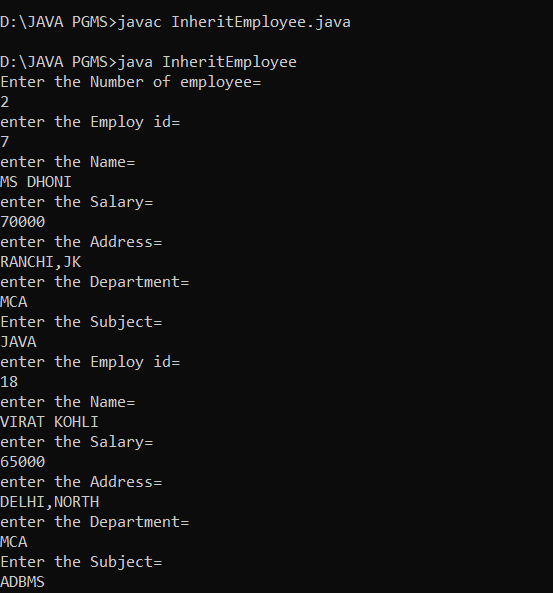 D:\JAVA PGMS>javac InheritEmployee.java
D:\JAVA PGMS>java InheritEmployee
Enter the Number of employee=
2
enter the Employ id=
7
enter the Name=
MS DHONI
enter the Salary=
70000
enter the Address=
RANCHI,JK
enter the Department=
MCA
Enter the Subject=
JAVA
enter the Employ id=
18
enter the Name=
VIRAT KOHLI
enter the Salary=
65000
enter the Address=
DELHI,NORTH
enter the Department=
MCA
Enter the Subject=
ADBMS